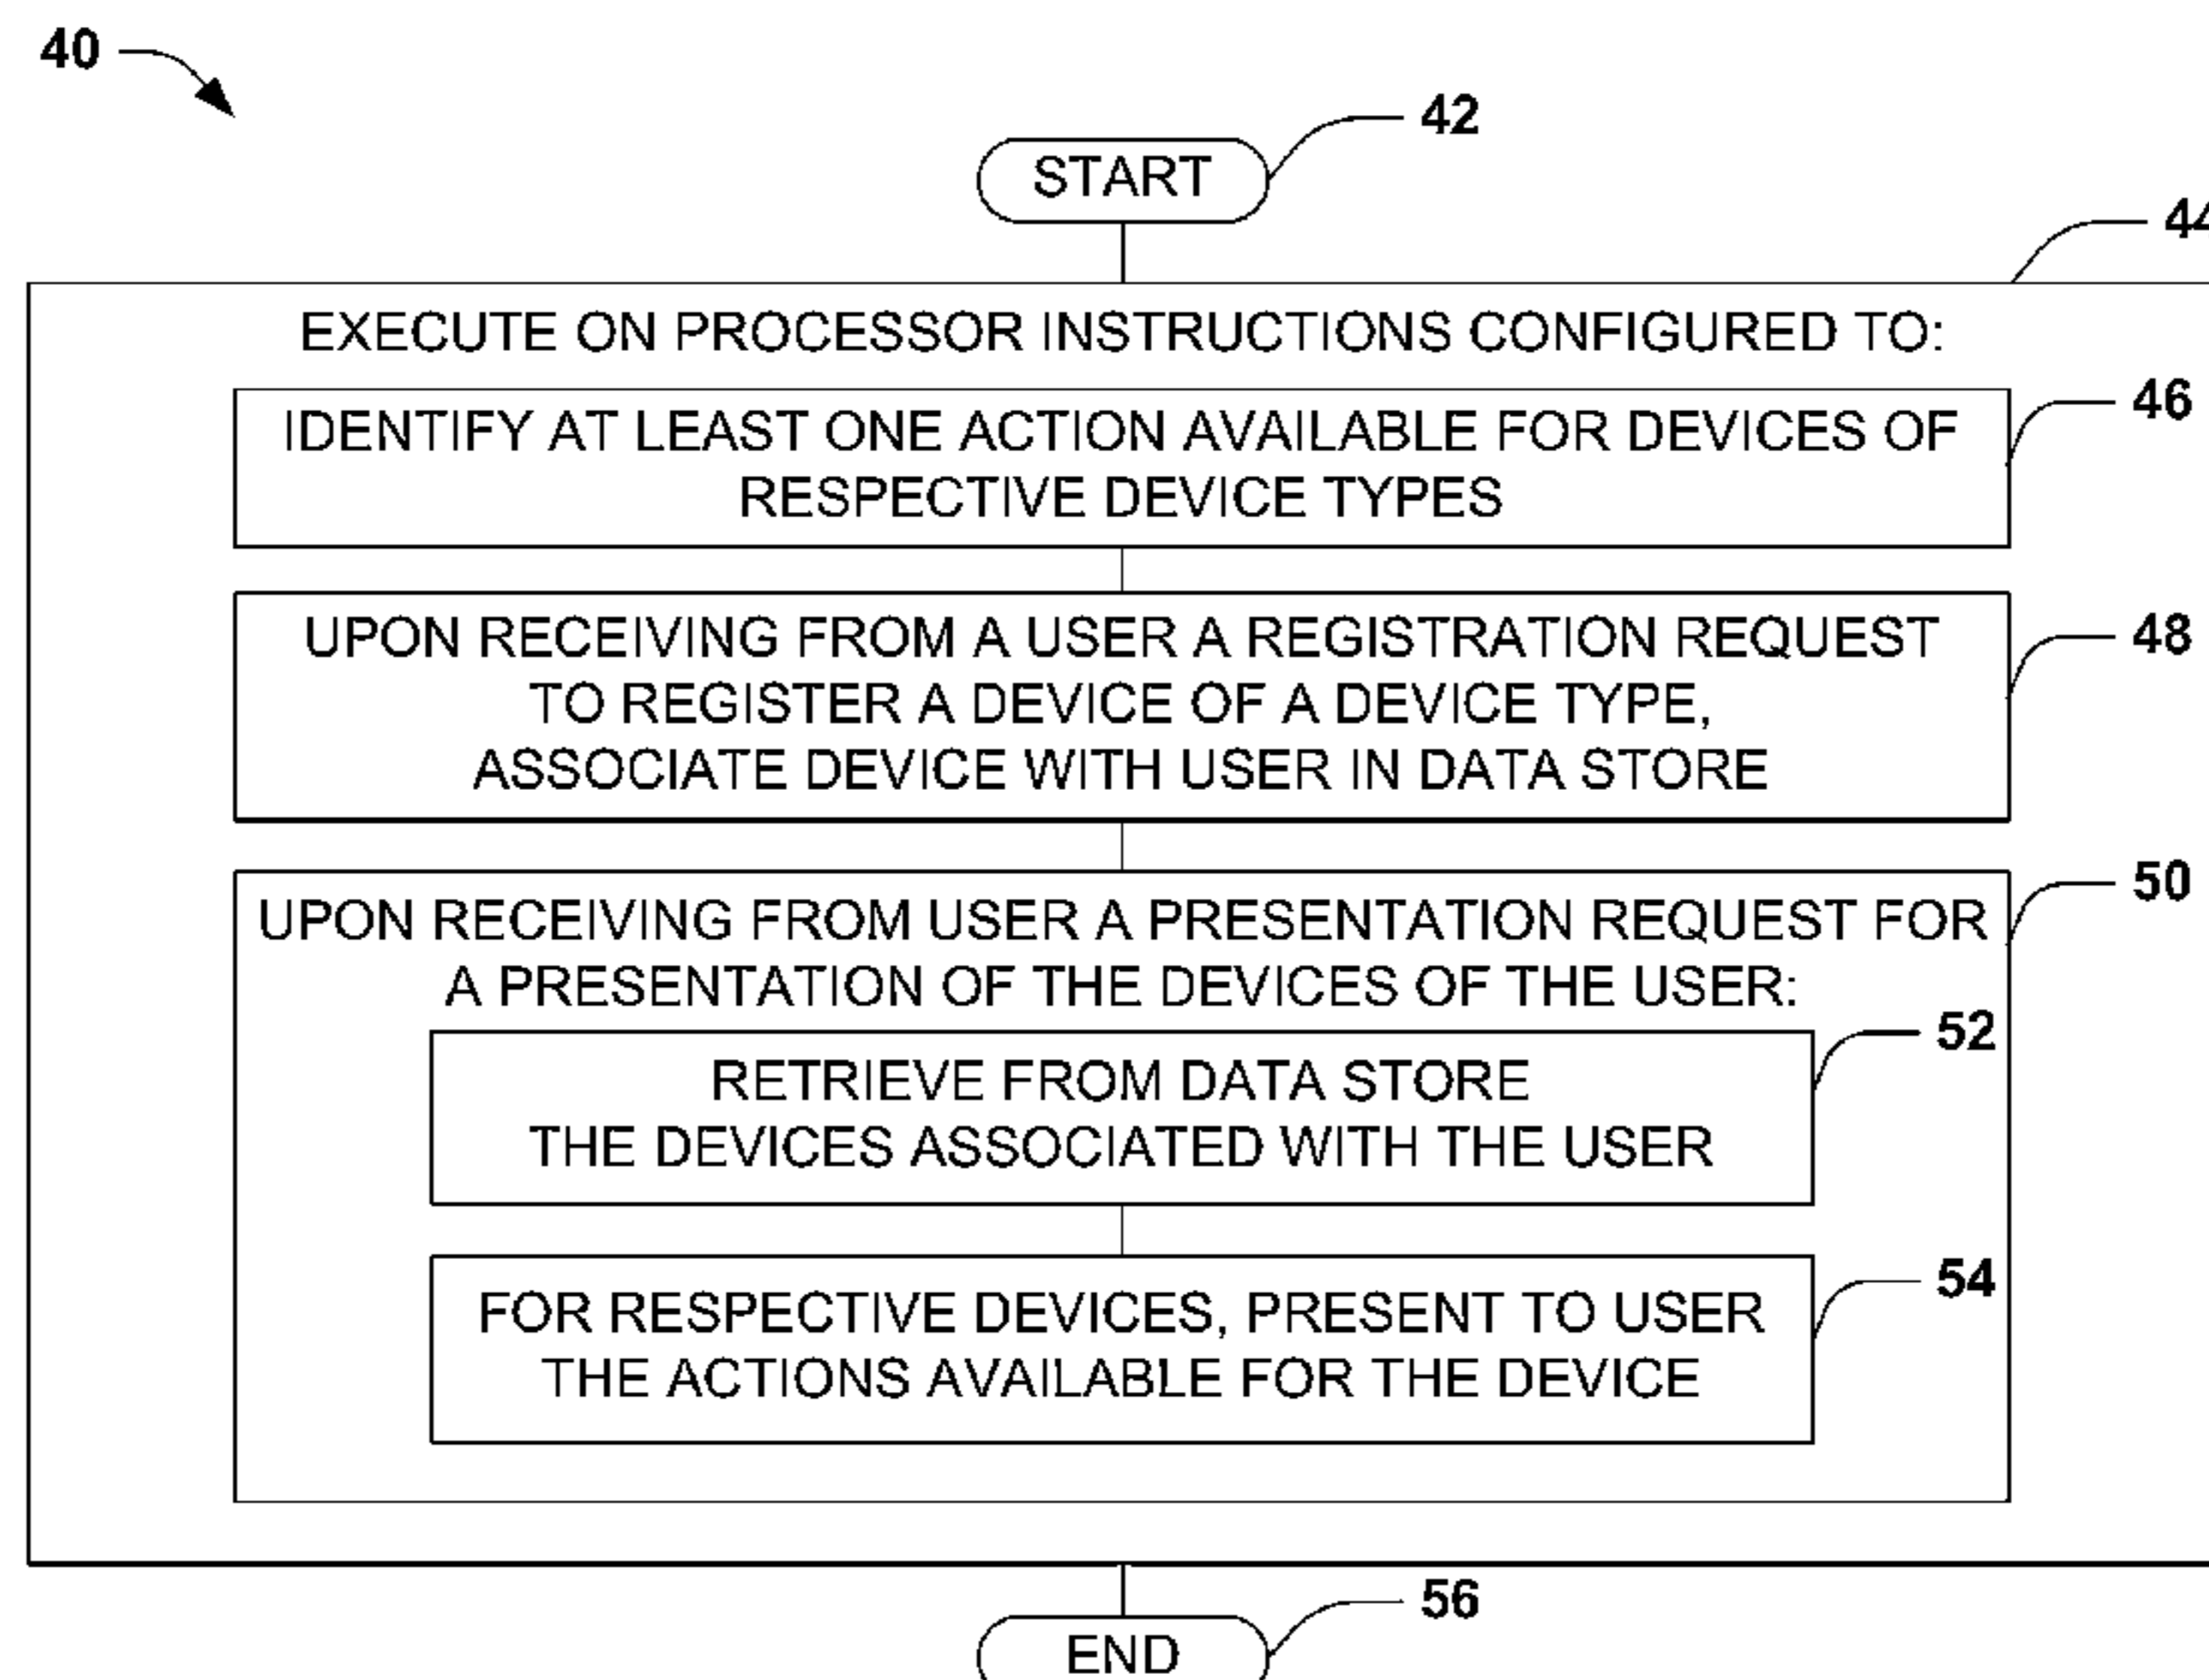 40
42
START
44
EXECUTE ON PROCESSOR INSTRUCTIONS CONFIGURED TO:
46
IDENTIFY AT LEAST ONE ACTION AVAILABLE FOR DEVICES OF
RESPECTIVE DEVICE TYPES
48
UPON RECEIVING FROM A USER A REGISTRATION REQUEST
TO REGISTER A DEVICE OF A DEVICE TYPE,
ASSOCIATE DEVICE WITH USER IN DATA STORE
50
UPON RECEIVING FROM USER A PRESENTATION REQUEST FOR
A PRESENTATION OF THE DEVICES OF THE USER:
52
RETRIEVE FROM DATA STORE
THE DEVICES ASSOCIATED WITH THE USER
54
FOR RESPECTIVE DEVICES, PRESENT TO USER
THE ACTIONS AVAILABLE FOR THE DEVICE
56
END